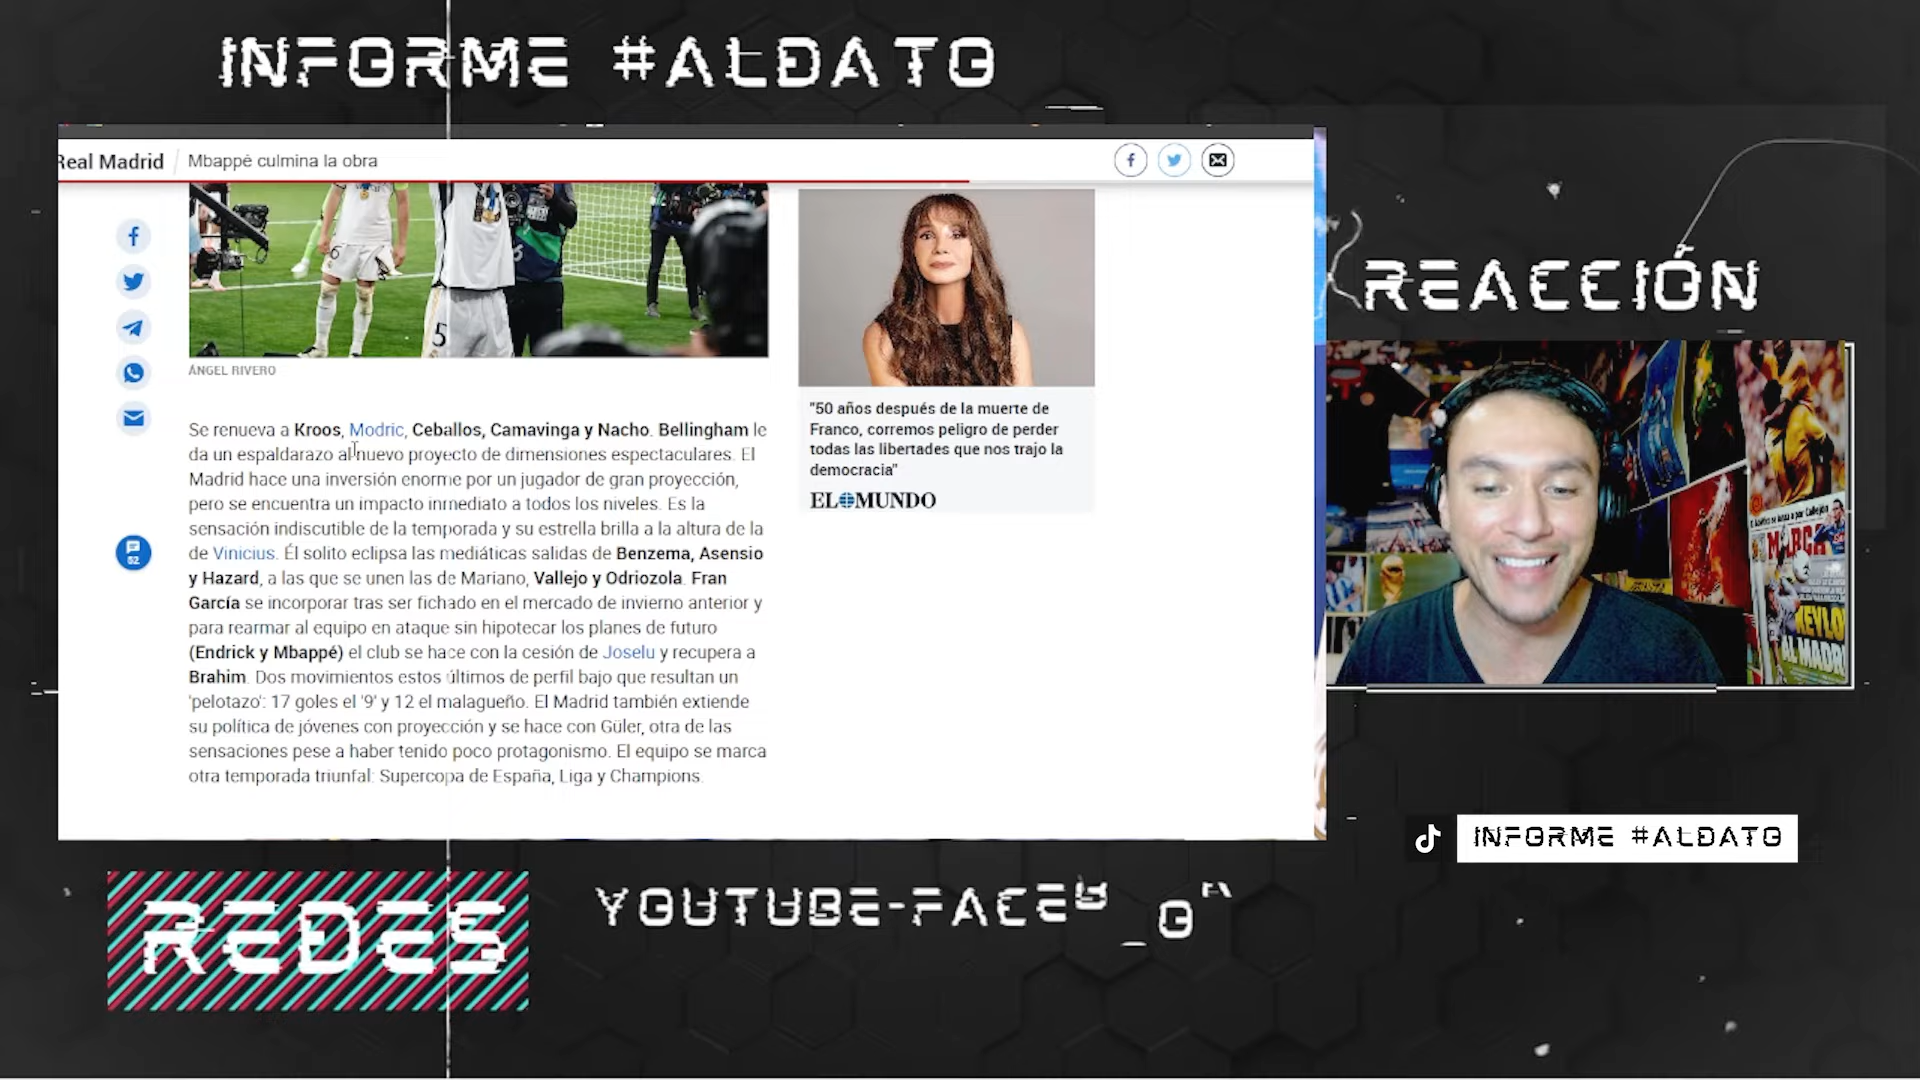 INFORME #ALDATO
Real Madrid
Mbappé culmina la obra
6
5
ÁNGEL RIVERO
Se renueva a Kroos, Modric, Ceballos, Camavinga y Nacho. Bellingham le
da un espaldarazo al nuevo proyecto de dimensiones espectaculares. El
Madrid hace una inversión enorme por un jugador de gran proyección,
pero se encuentra un impacto inmediato a todos los niveles. Es la
sensación indiscutible de la temporada y su estrella brilla a la altura de la
de Vinicius. Él solito eclipsa las mediáticas salidas de Benzema, Asensio
y Hazard, a las que se unen las de Mariano, Vallejo y Odriozola. Fran
García se incorporar tras ser fichado en el mercado de invierno anterior y
para rearmar al equipo en ataque sin hipotecar los planes de futuro
(Endrick y Mbappé) el club se hace con la cesión de Joselu y recupera a
Brahim. Dos movimientos estos últimos de perfil bajo que resultan un
'pelotazo': 17 goles el '9' y 12 el malagueño. El Madrid también extiende
su política de jóvenes con proyección y se hace con Güler, otra de las
sensaciones pese a haber tenido poco protagonismo. El equipo se marca
otra temporada triunfal: Supercopa de España, Liga y Champions.
52
"50 años después de la muerte de
Franco, corremos peligro de perder
todas las libertades que nos trajo la
democracia"
EL MUNDO
REACCIÓN
MARCA
KEYLO
AL MADRI
INFORME #ALDATO
REDES
YOUTUBE-FACEB_O